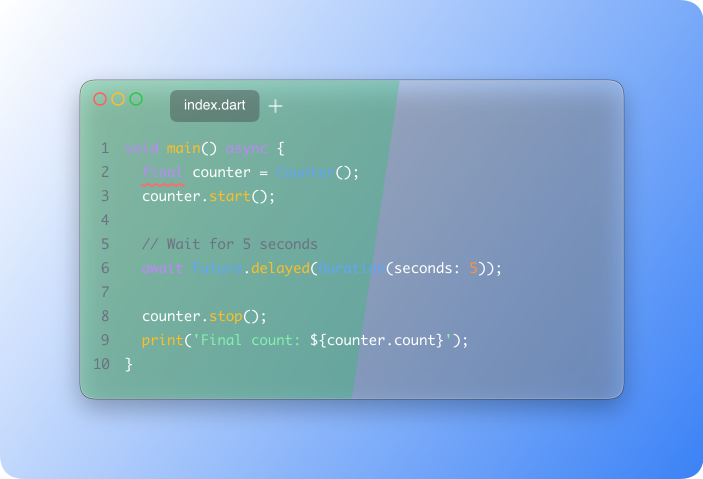 index.dart +
1 void main() async {
2 final counter = Counter();
3 counter.start();
4
5 // Wait for 5 seconds
6 await Future.delayed(Duration(seconds: 5));
7
8 counter.stop();
9 print('Final count: ${counter.count}');
10 }